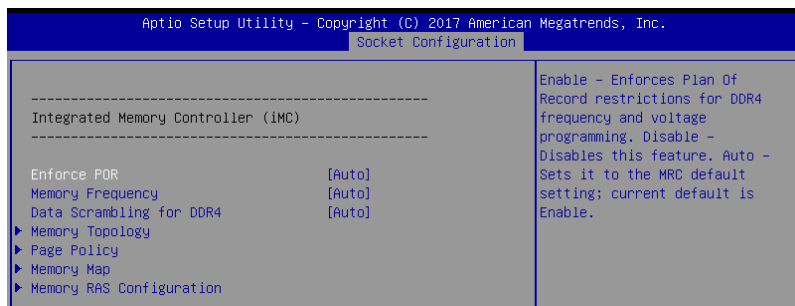 Aptio Setup Utility – Copyright (C) 2017 American Megatrends, Inc.
Socket Configuration
--------------------------------------------------
Integrated Memory Controller (iMC)
--------------------------------------------------
Enforce POR [Auto]
Memory Frequency [Auto]
Data Scrambling for DDR4 [Auto]
Memory Topology
Page Policy
Memory Map
Memory RAS Configuration
Enable – Enforces Plan Of
Record restrictions for DDR4
frequency and voltage
programming. Disable –
Disables this feature. Auto –
Sets it to the MRC default
setting; current default is
Enable.